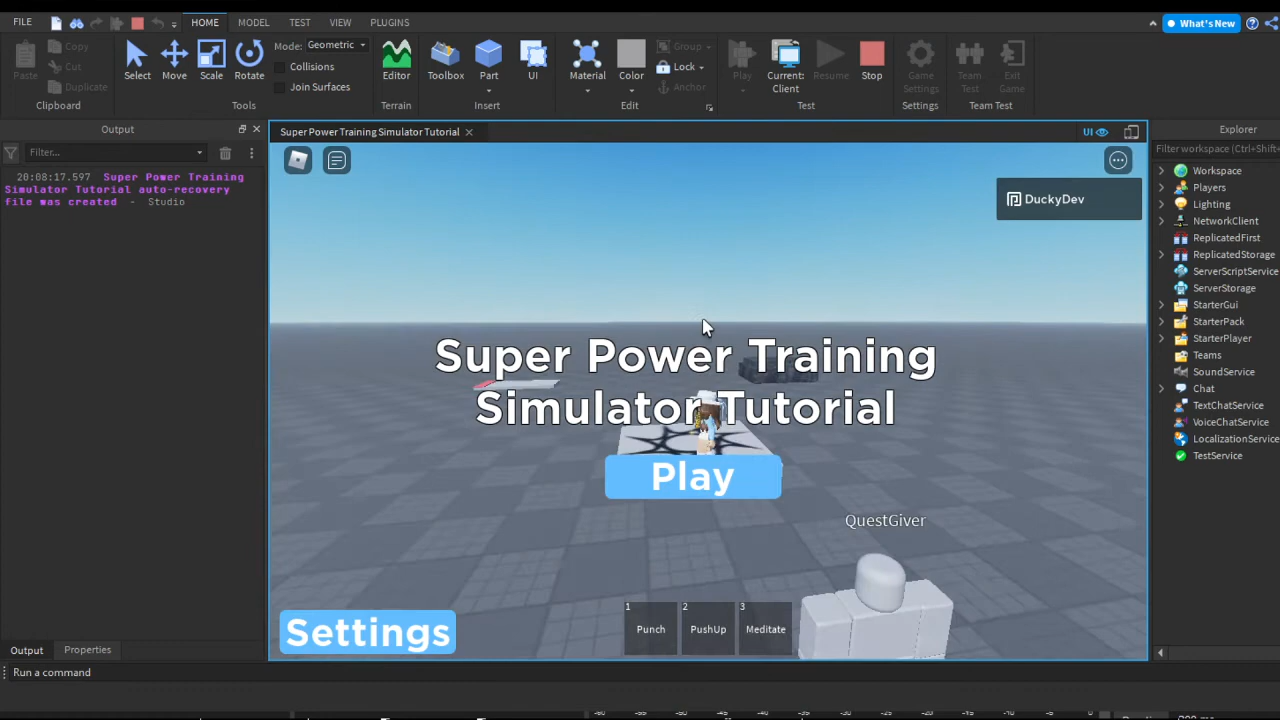 FILE HOME MODEL TEST VIEW PLUGINS What's New
Paste Copy Cut Duplicate Clipboard
Select Move Scale Rotate Mode: Geometric Collisions Join Surfaces Tools
Editor Terrain
Toolbox Part UI Insert
Material Color Group Lock Anchor Edit
Play Current: Client Resume Stop Test
Game Settings Settings
Team Test Exit Game Team Test
Output
Filter...
20:08:17.597 Super Power Training
Simulator Tutorial auto-recovery
file was created - Studio
Super Power Training Simulator Tutorial UI
DuckyDev
Super Power Training
Simulator Tutorial
Play
QuestGiver
Settings
1 Punch
2 PushUp
3 Meditate
Explorer
Filter workspace (Ctrl+Shift+
Workspace
Players
Lighting
NetworkClient
ReplicatedFirst
ReplicatedStorage
ServerScriptService
ServerStorage
StarterGui
StarterPack
StarterPlayer
Teams
SoundService
Chat
TextChatService
VoiceChatService
LocalizationService
TestService
Output Properties
Run a command